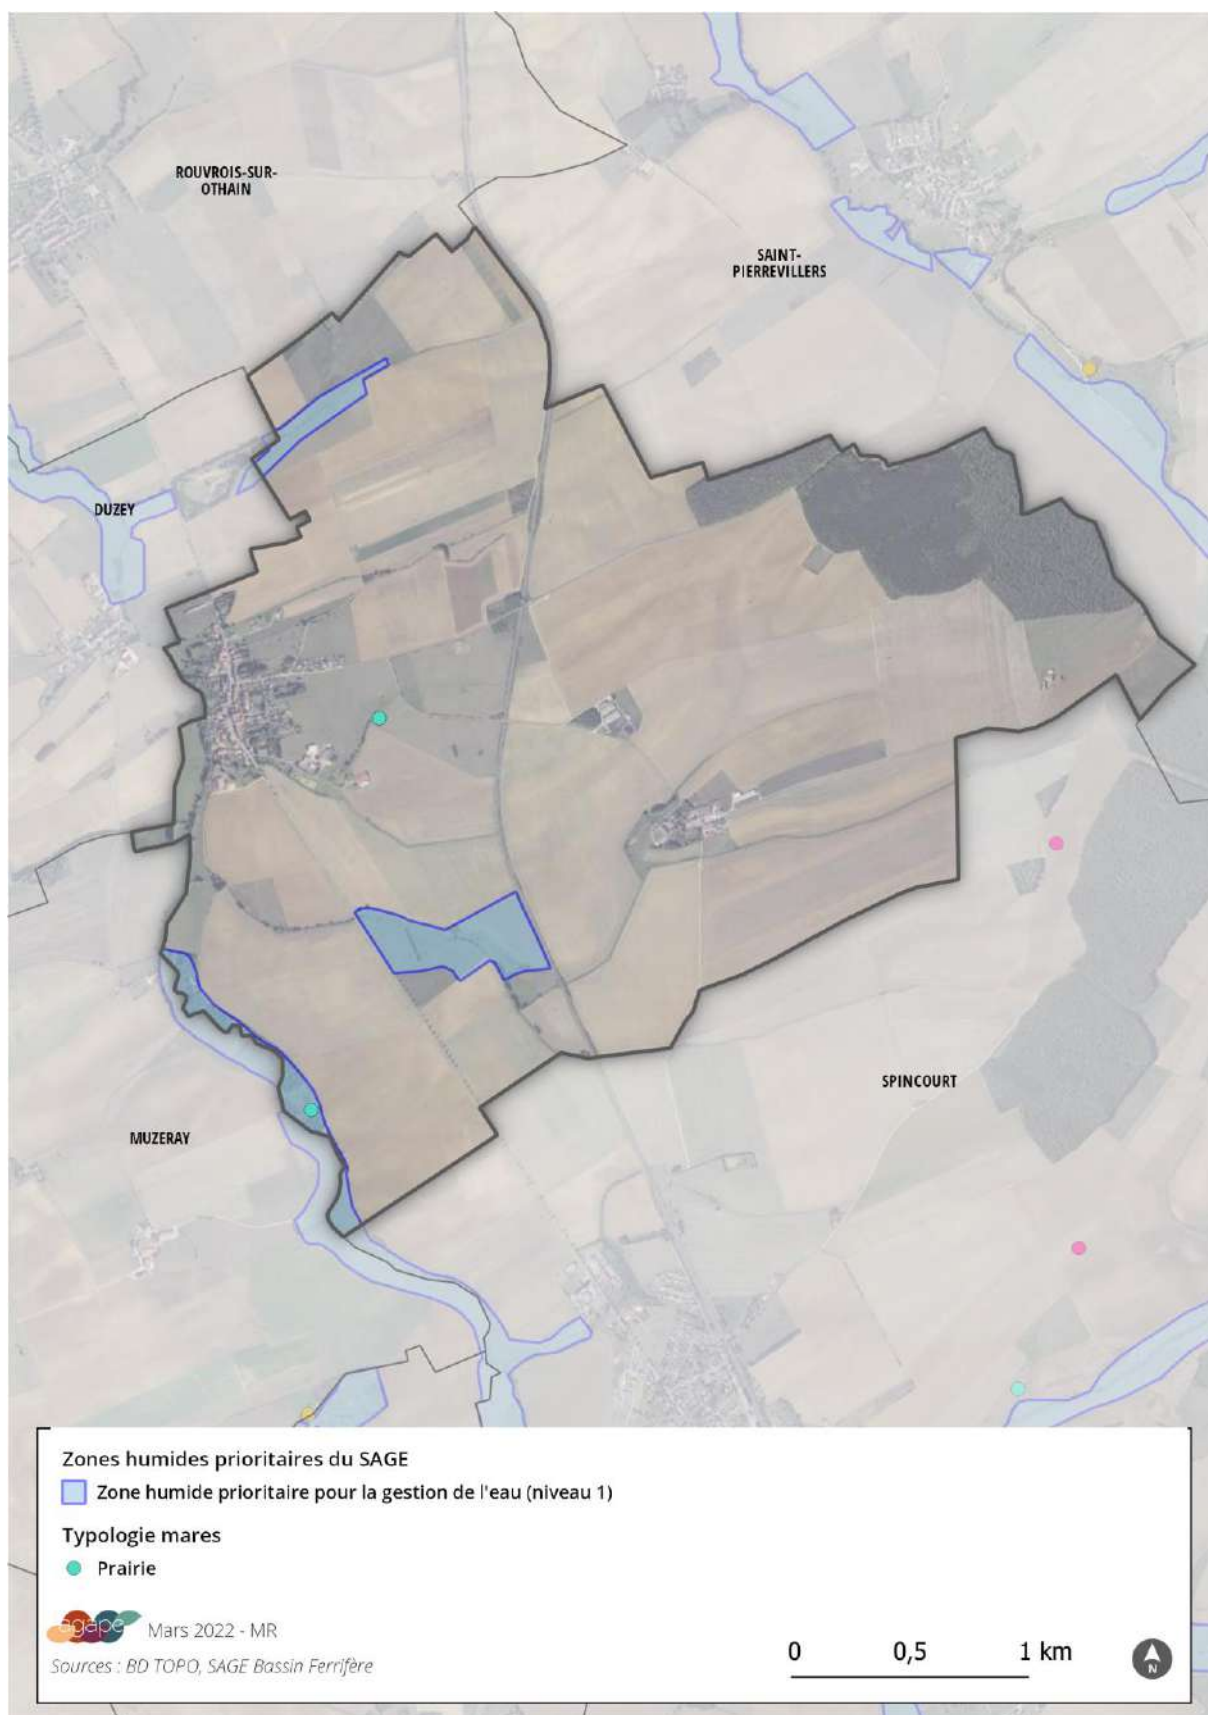 ROUVROIS-SUR-
OTHAIN
SAINT-
PIERREVILLERS
DUZEY
SPINCOURT
MUZERAY
Zones humides prioritaires du SAGE
Zone humide prioritaire pour la gestion de l'eau (niveau 1)
Typologie mares
Prairie
agape Mars 2022 - MR
Sources : BD TOPO, SAGE Bassin Ferrifère
0 0,5 1 km
N